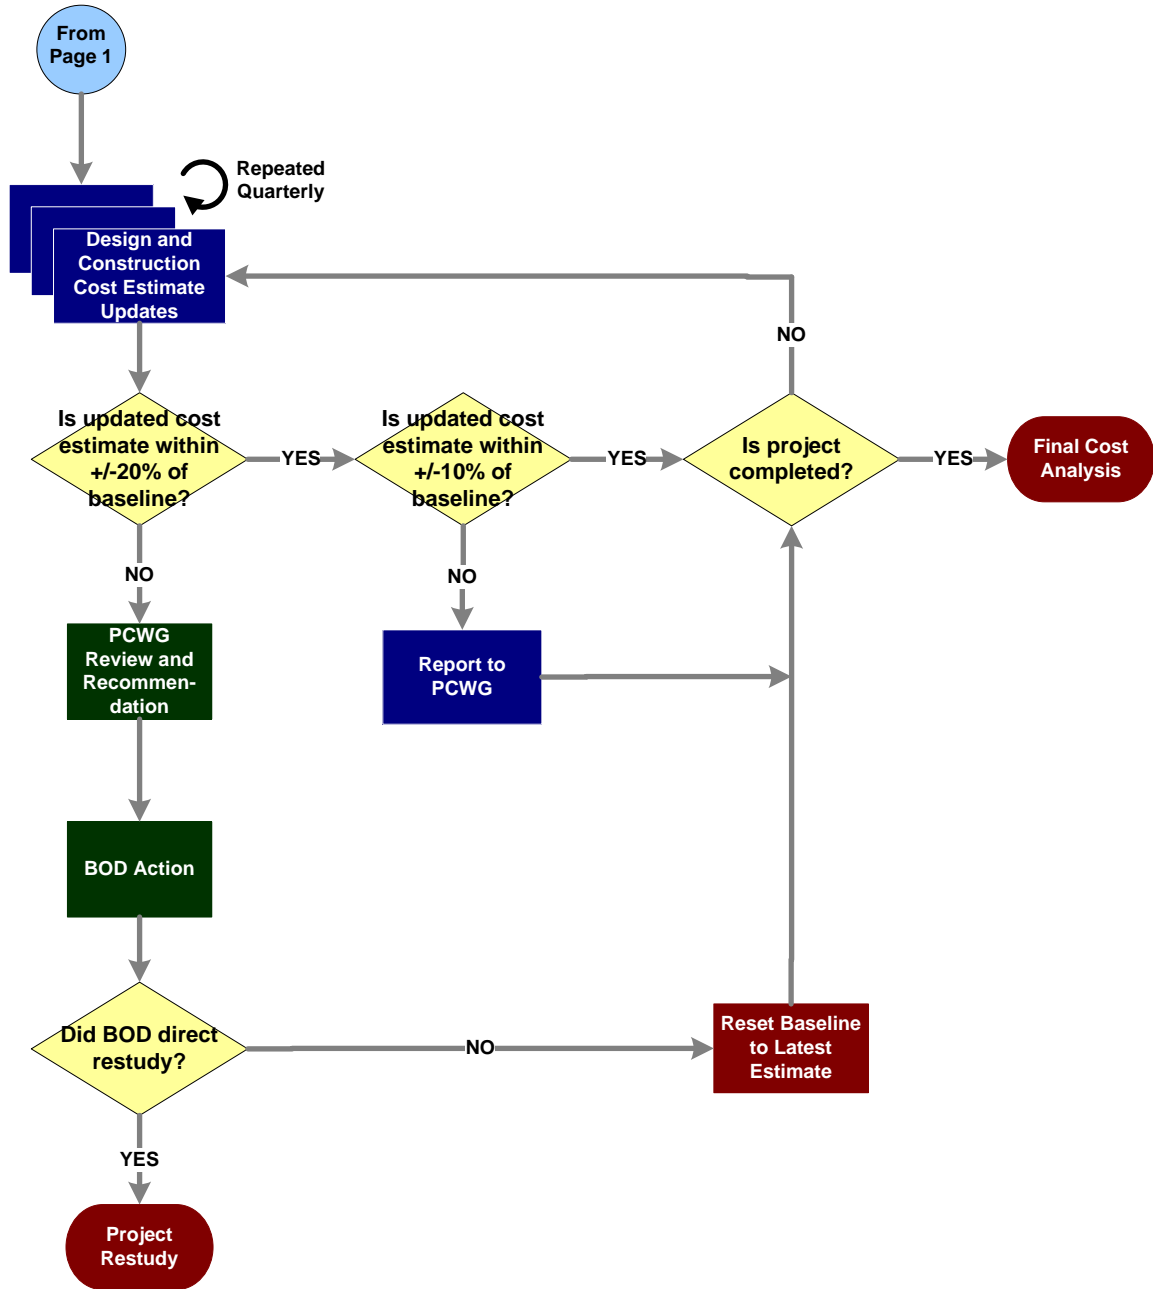 From
Page 1
Repeated
Quarterly
Design and
Construction
Cost Estimate
Updates
NO
Is updated cost
estimate within
+/-20% of
baseline?
YES
Is updated cost
estimate within
+/-10% of
baseline?
YES
Is project
completed?
YES
Final Cost
Analysis
NO
NO
PCWG
Review and
Recommen-
dation
Report to
PCWG
BOD Action
Did BOD direct
restudy?
NO
Reset Baseline
to Latest
Estimate
YES
Project
Restudy